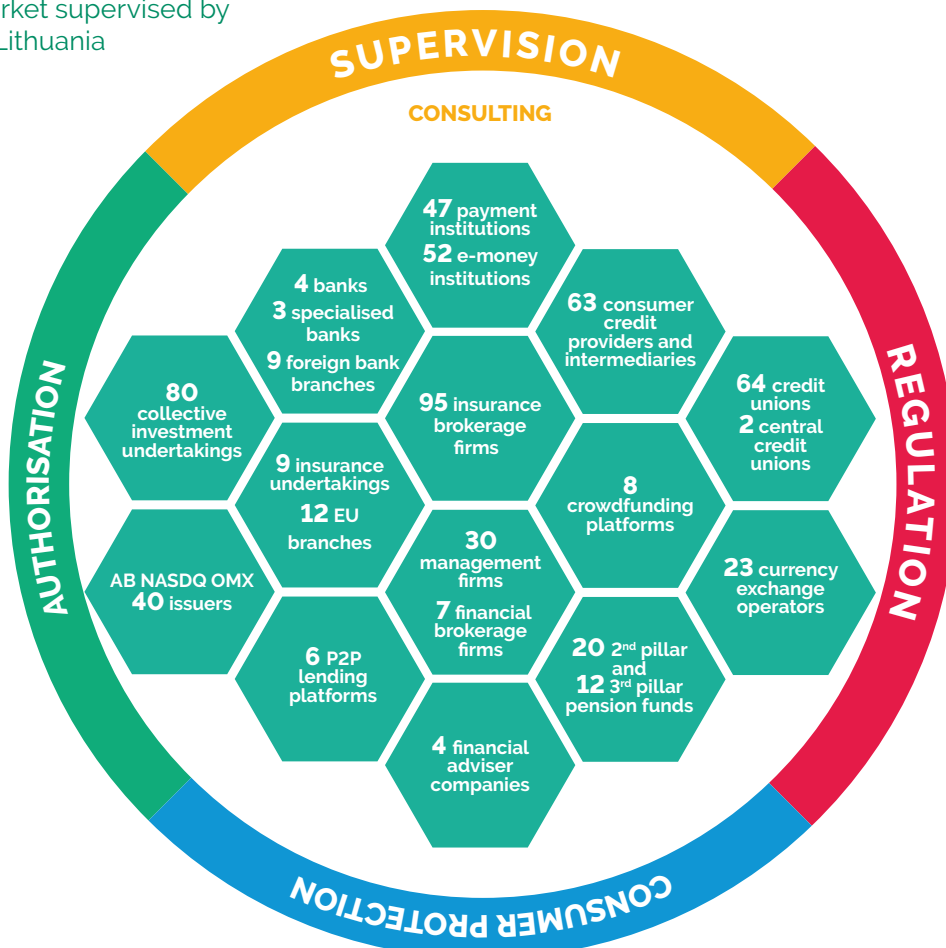 rket supervised by
Lithuania
SUPERVISION
CONSULTING
AUTHORISATION
REGULATION
47 payment
institutions
52 e-money
institutions
4 banks
3 specialised
banks
9 foreign bank
branches
63 consumer
credit
providers and
intermediaries
80
collective
investment
undertakings
95 insurance
brokerage
firms
64 credit
unions
2 central
credit
unions
9 insurance
undertakings
12 EU
branches
8
crowdfunding
platforms
AB NASDQ OMX
40 issuers
30
management
firms
7 financial
brokerage
firms
23 currency
exchange
operators
6 P2P
lending
platforms
20 2nd pillar
and
12 3rd pillar
pension funds
4 financial
adviser
companies
CONSUMER PROTECTION